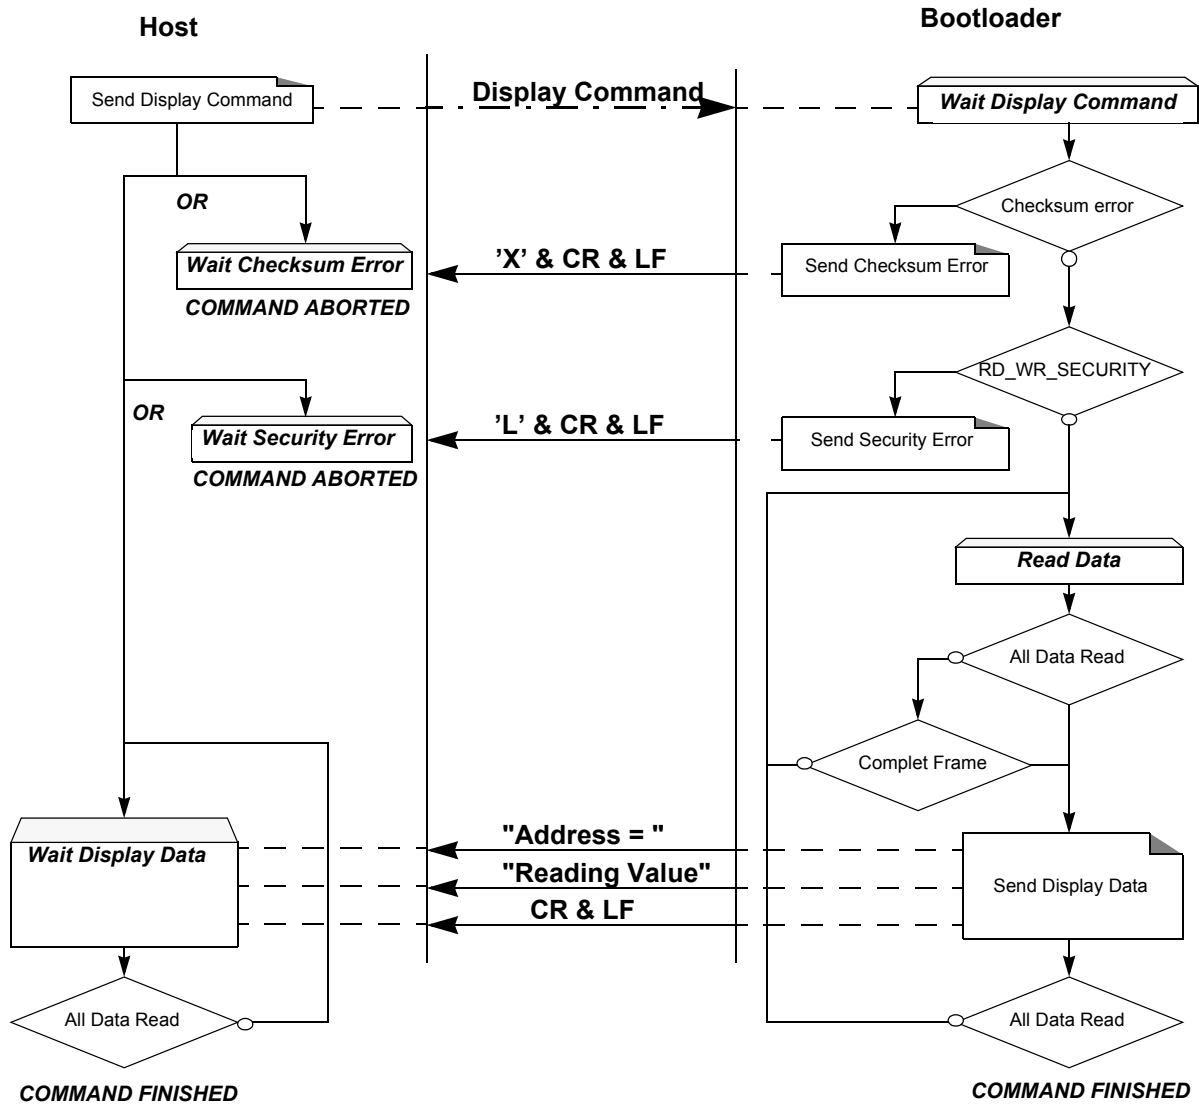 Host
Bootloader
Send Display Command
Display Command
Wait Display Command
OR
Checksum error
Wait Checksum Error
’X’ & CR & LF
Send Checksum Error
COMMAND ABORTED
RD_WR_SECURITY
OR
Wait Security Error
’L’ & CR & LF
Send Security Error
COMMAND ABORTED
Read Data
All Data Read
Complet Frame
"Address = "
Wait Display Data
"Reading Value"
Send Display Data
CR & LF
All Data Read
All Data Read
COMMAND FINISHED
COMMAND FINISHED